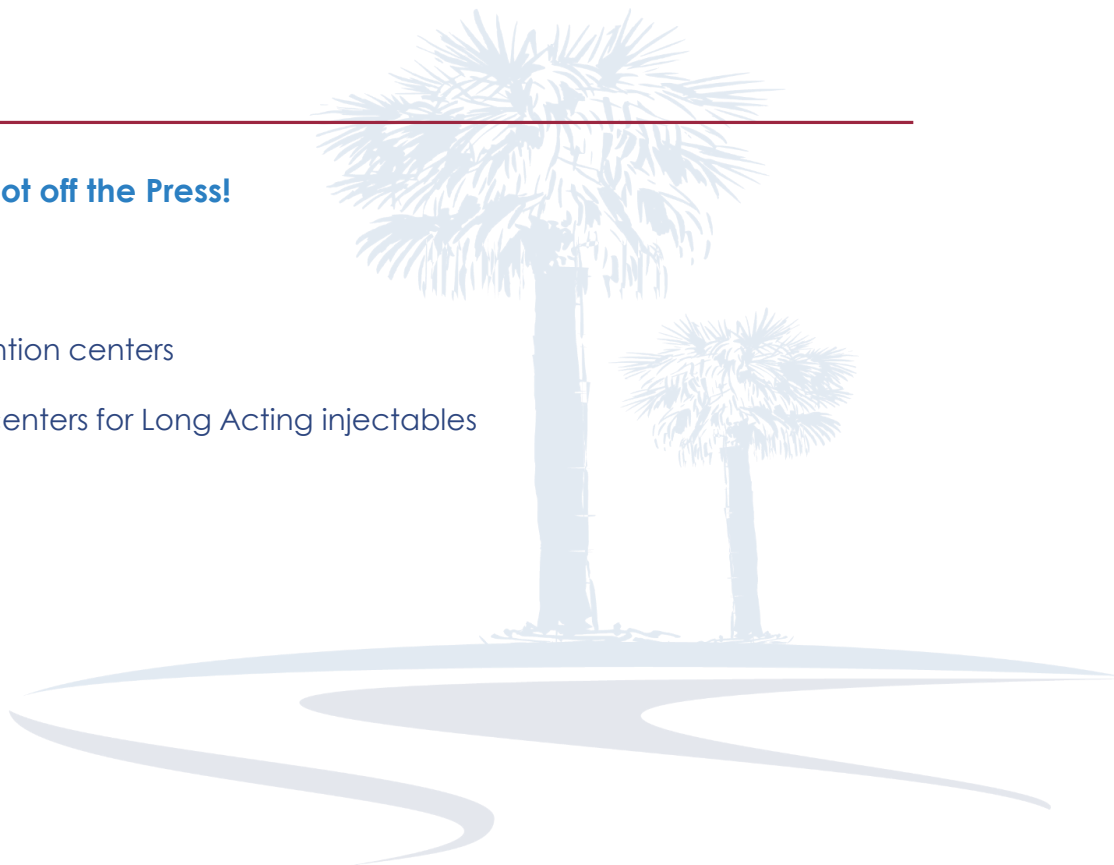 ot off the Press!
ntion centers
enters for Long Acting injectables